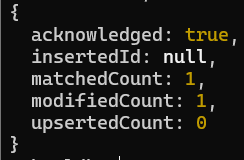 {
  acknowledged: true,
  insertedId: null,
  matchedCount: 1,
  modifiedCount: 1,
  upsertedCount: 0
}